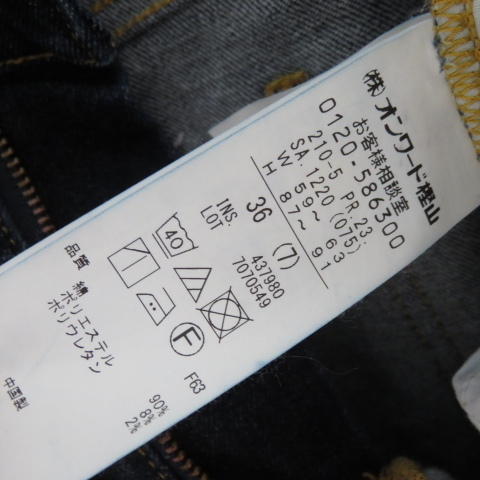 (株)オンワード樫山
お客様相談室
0120-586300
210-5 PR.23.
SA.1220 (075)
W 59~ 63
H 87~ 91
36 (7)
INS. 437980
LOT 7070549
40
F
F63
品質 綿 90%
ポリエステル 8%
ポリウレタン 2%
中国製